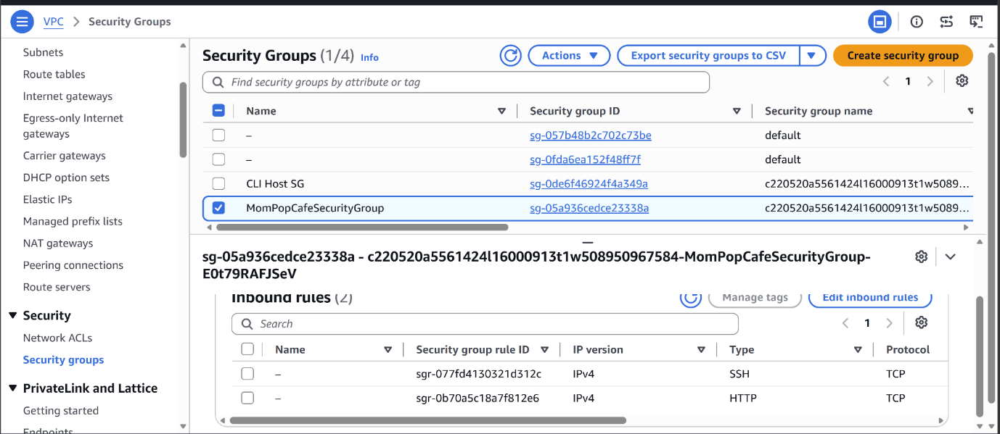 VPC > Security Groups
Subnets
Route tables
Internet gateways
Egress-only Internet
gateways
Carrier gateways
DHCP option sets
Elastic IPs
Managed prefix lists
NAT gateways
Peering connections
Route servers
Security
Network ACLs
Security groups
PrivateLink and Lattice
Getting started
Endpoints
Security Groups (1/4) Info
Actions
Export security groups to CSV
Create security group
Find security groups by attribute or tag
1
Name Security group ID Security group name
– sg-057b48b2c702c73be default
– sg-0fda6ea152f48ff7f default
CLI Host SG sg-0de6f46924f4a349a c220520a5561424l16000913t1w5089...
MomPopCafeSecurityGroup sg-05a936cedce23338a c220520a5561424l16000913t1w5089...
sg-05a936cedce23338a - c220520a5561424l16000913t1w508950967584-MomPopCafeSecurityGroup-
E0t79RAFJSeV
Inbound rules (2)
Manage tags
Edit inbound rules
Search
1
Name Security group rule ID IP version Type Protocol
– sgr-077fd4130321d312c IPv4 SSH TCP
– sgr-0b70a5c18a7f812e6 IPv4 HTTP TCP